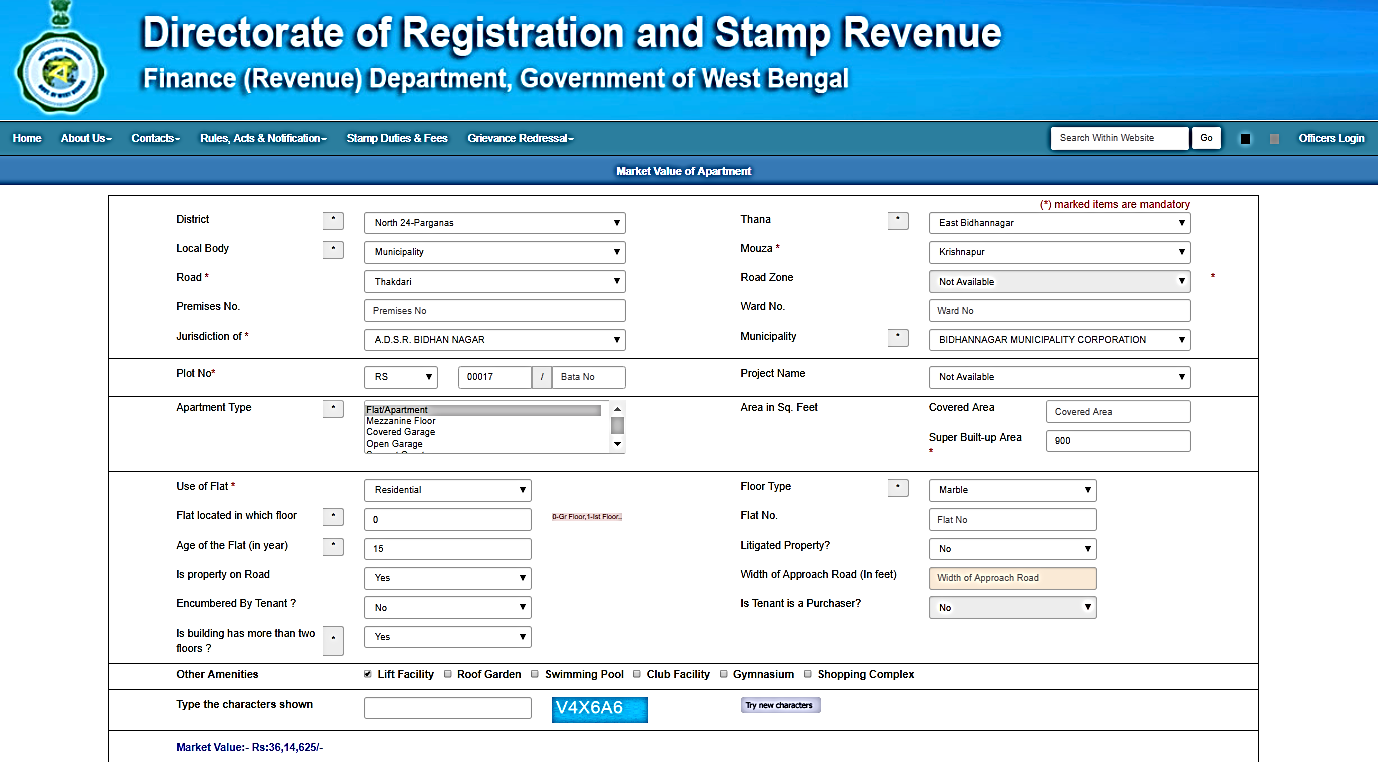 Directorate of Registration and Stamp Revenue
Finance (Revenue) Department, Government of West Bengal
Home About Us Contacts Rules, Acts & Notification Stamp Duties & Fees Grievance Redressal Search Within Website Go Officers Login
Market Value of Apartment
(*) marked items are mandatory
District * North 24-Parganas Thana * East Bidhannagar
Local Body * Municipality Mouza * Krishnapur
Road * Thakdari Road Zone Not Available *
Premises No. Premises No Ward No. Ward No
Jurisdiction of * A.D.S.R. BIDHAN NAGAR Municipality * BIDHANNAGAR MUNICIPALITY CORPORATION
Plot No* RS 00017 / Bata No Project Name Not Available
Apartment Type * Flat/Apartment Area in Sq. Feet Covered Area Covered Area
Mezzanine Floor
Covered Garage
Open Garage
Super Built-up Area 900
*
Use of Flat * Residential Floor Type * Marble
Flat located in which floor * 0 0-Gr Floor,1-Ist Floor.. Flat No. Flat No
Age of the Flat (in year) * 15 Litigated Property? No
Is property on Road Yes Width of Approach Road (In feet) Width of Approach Road
Encumbered By Tenant ? No Is Tenant is a Purchaser? No
Is building has more than two * Yes
floors ?
Other Amenities Lift Facility Roof Garden Swimming Pool Club Facility Gymnasium Shopping Complex
Type the characters shown V4X6A6 Try new characters
Market Value:- Rs:36,14,625/-